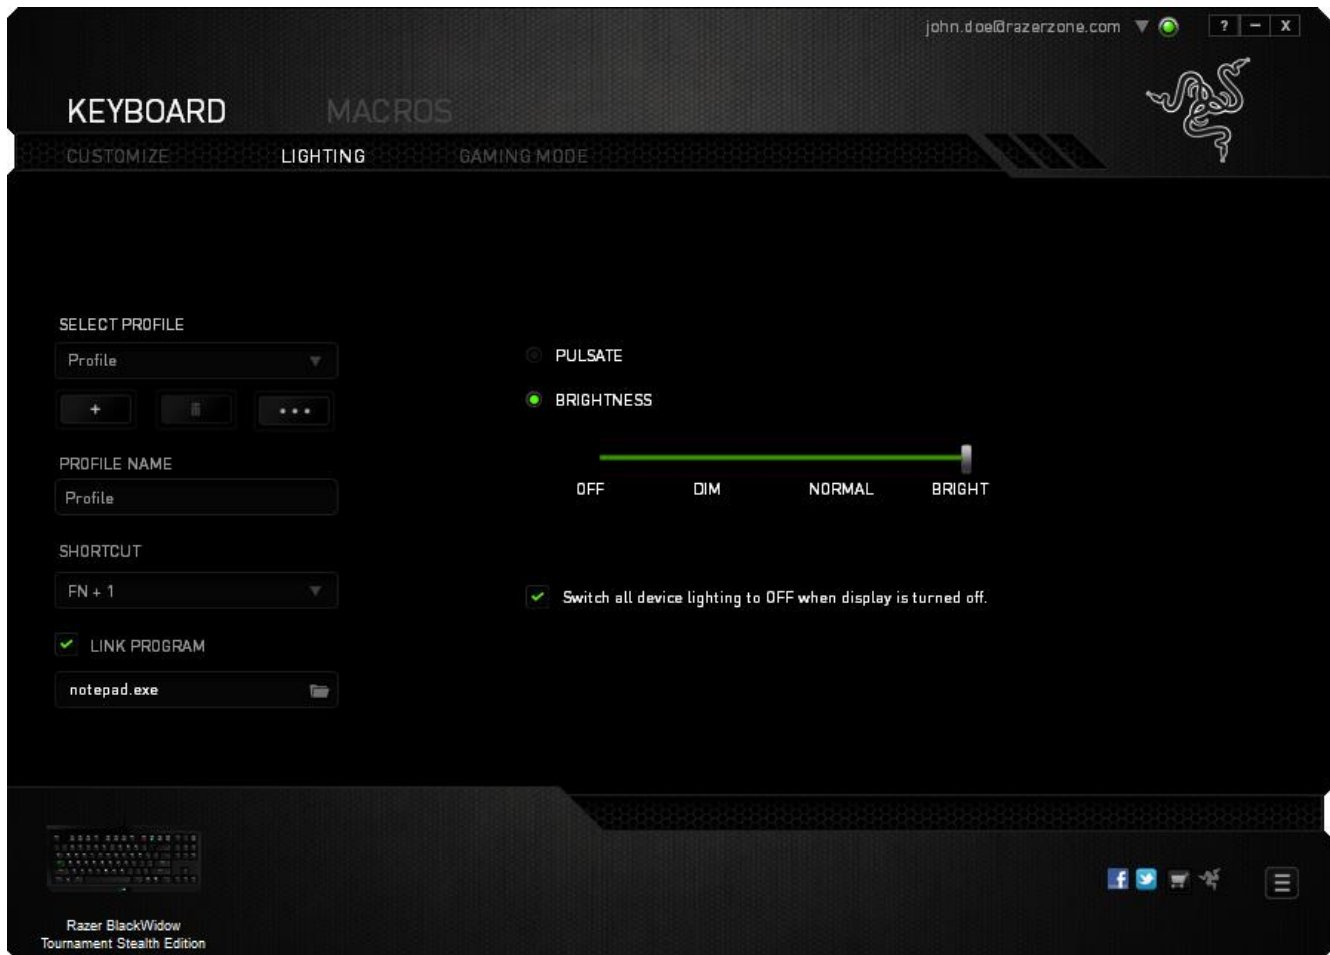 john.doe@razerzone.com
? – X
KEYBOARD MACROS
CUSTOMIZE LIGHTING GAMING MODE
SELECT PROFILE
Profile
+ •••
PROFILE NAME
Profile
SHORTCUT
FN + 1
LINK PROGRAM
notepad.exe
PULSATE
BRIGHTNESS
OFF DIM NORMAL BRIGHT
Switch all device lighting to OFF when display is turned off.
Razer BlackWidow
Tournament Stealth Edition